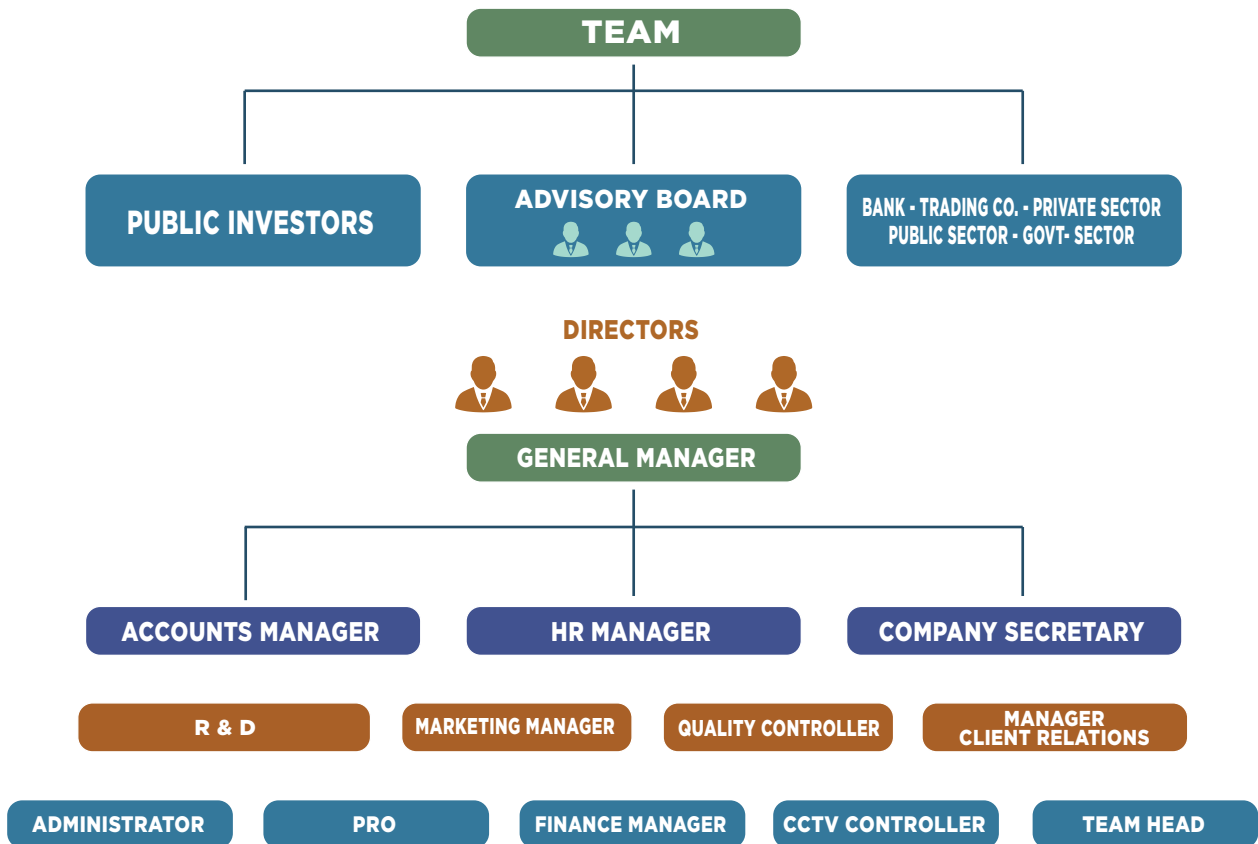 TEAM
PUBLIC INVESTORS
ADVISORY BOARD
BANK - TRADING CO. - PRIVATE SECTOR
PUBLIC SECTOR - GOVT- SECTOR
DIRECTORS
GENERAL MANAGER
ACCOUNTS MANAGER
HR MANAGER
COMPANY SECRETARY
R & D
MARKETING MANAGER
QUALITY CONTROLLER
MANAGER
CLIENT RELATIONS
ADMINISTRATOR
PRO
FINANCE MANAGER
CCTV CONTROLLER
TEAM HEAD